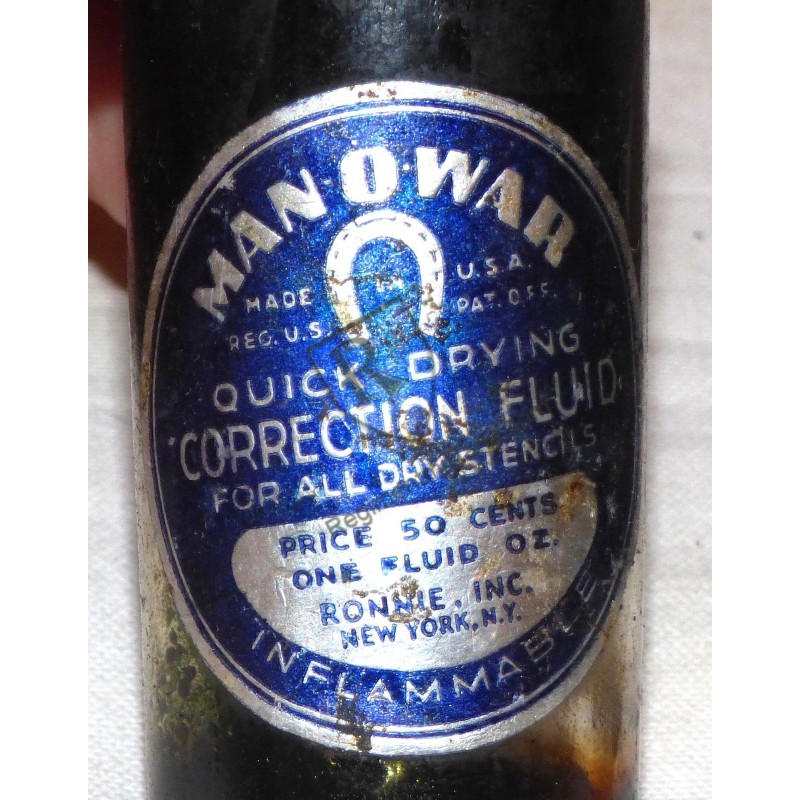 MAN-O-WAR
MADE IN U.S.A.
REG. U.S. PAT. OFF.
QUICK DRYING
CORRECTION FLUID
FOR ALL DRY STENCILS
PRICE 50 CENTS
ONE FLUID OZ.
RONNIE, INC.
NEW YORK, N.Y.
INFLAMMABLE